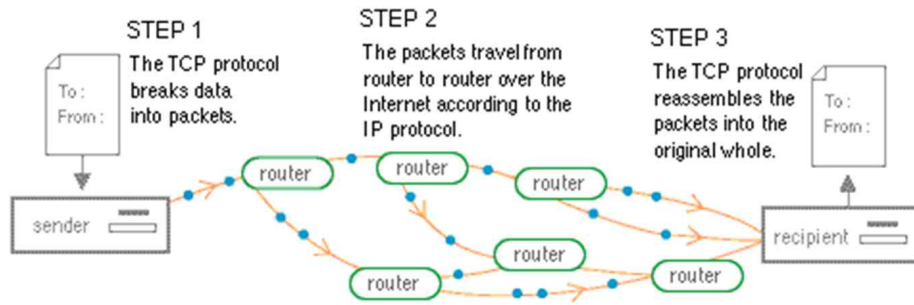 STEP 1
The TCP protocol
breaks data
into packets.
STEP 2
The packets travel from
router to router over the
Internet according to the
IP protocol.
STEP 3
The TCP protocol
reassembles the
packets into the
original whole.
To :
From :
To :
From :
sender
router
router
router
router
router
router
recipient